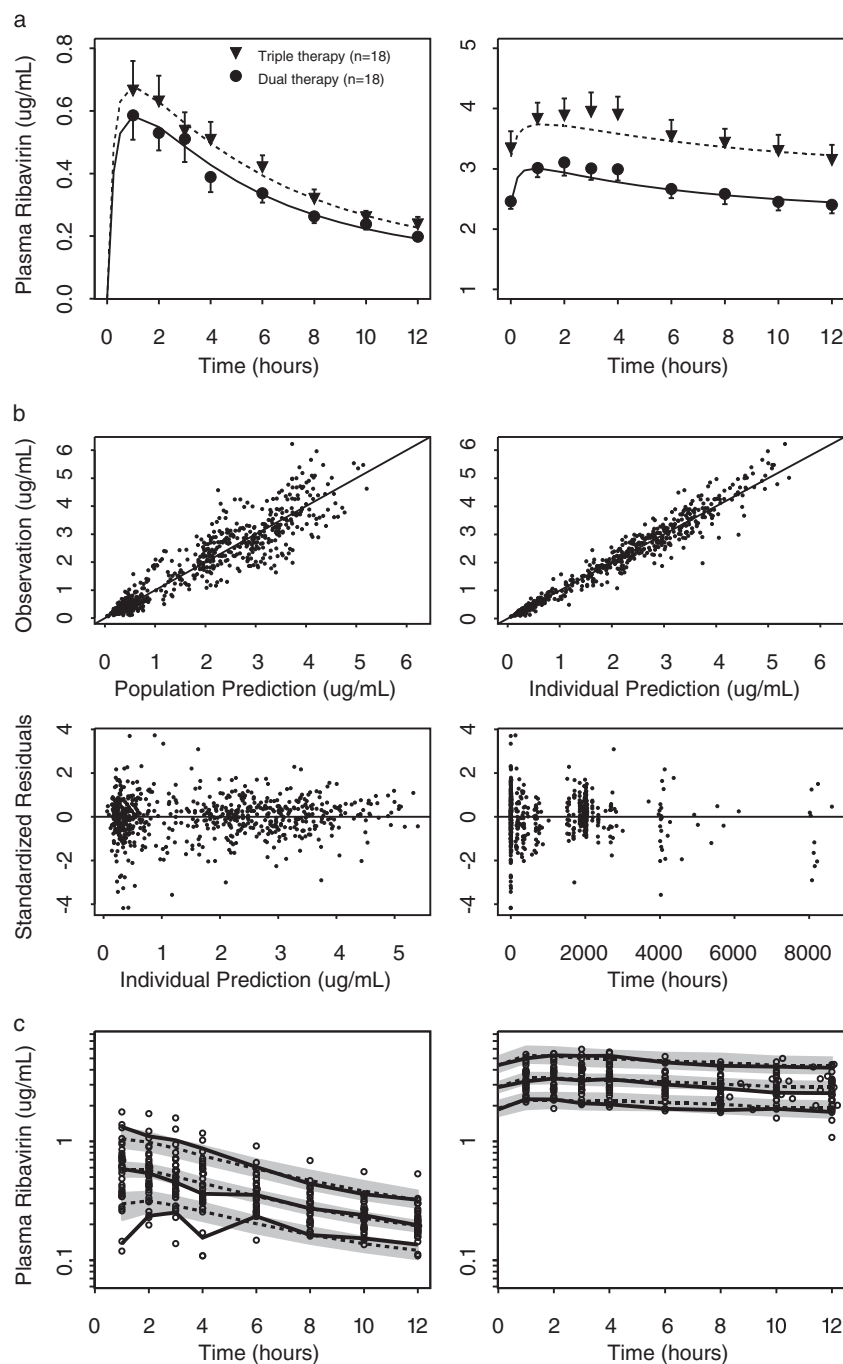 a
Plasma Ribavirin (ug/mL)
0.8
0.6
0.4
0.2
0.0
Triple therapy (n=18)
Dual therapy (n=18)
0 2 4 6 8 10 12
Time (hours)
5
4
3
2
1
0 2 4 6 8 10 12
Time (hours)
b
Observation (ug/mL)
6
5
4
3
2
1
0
0 1 2 3 4 5 6
Population Prediction (ug/mL)
6
5
4
3
2
1
0
0 1 2 3 4 5 6
Individual Prediction (ug/mL)
Standardized Residuals
4
2
0
-2
-4
0 1 2 3 4 5
Individual Prediction (ug/mL)
4
2
0
-2
-4
0 2000 4000 6000 8000
Time (hours)
c
Plasma Ribavirin (ug/mL)
1
0.1
0 2 4 6 8 10 12
Time (hours)
1
0.1
0 2 4 6 8 10 12
Time (hours)